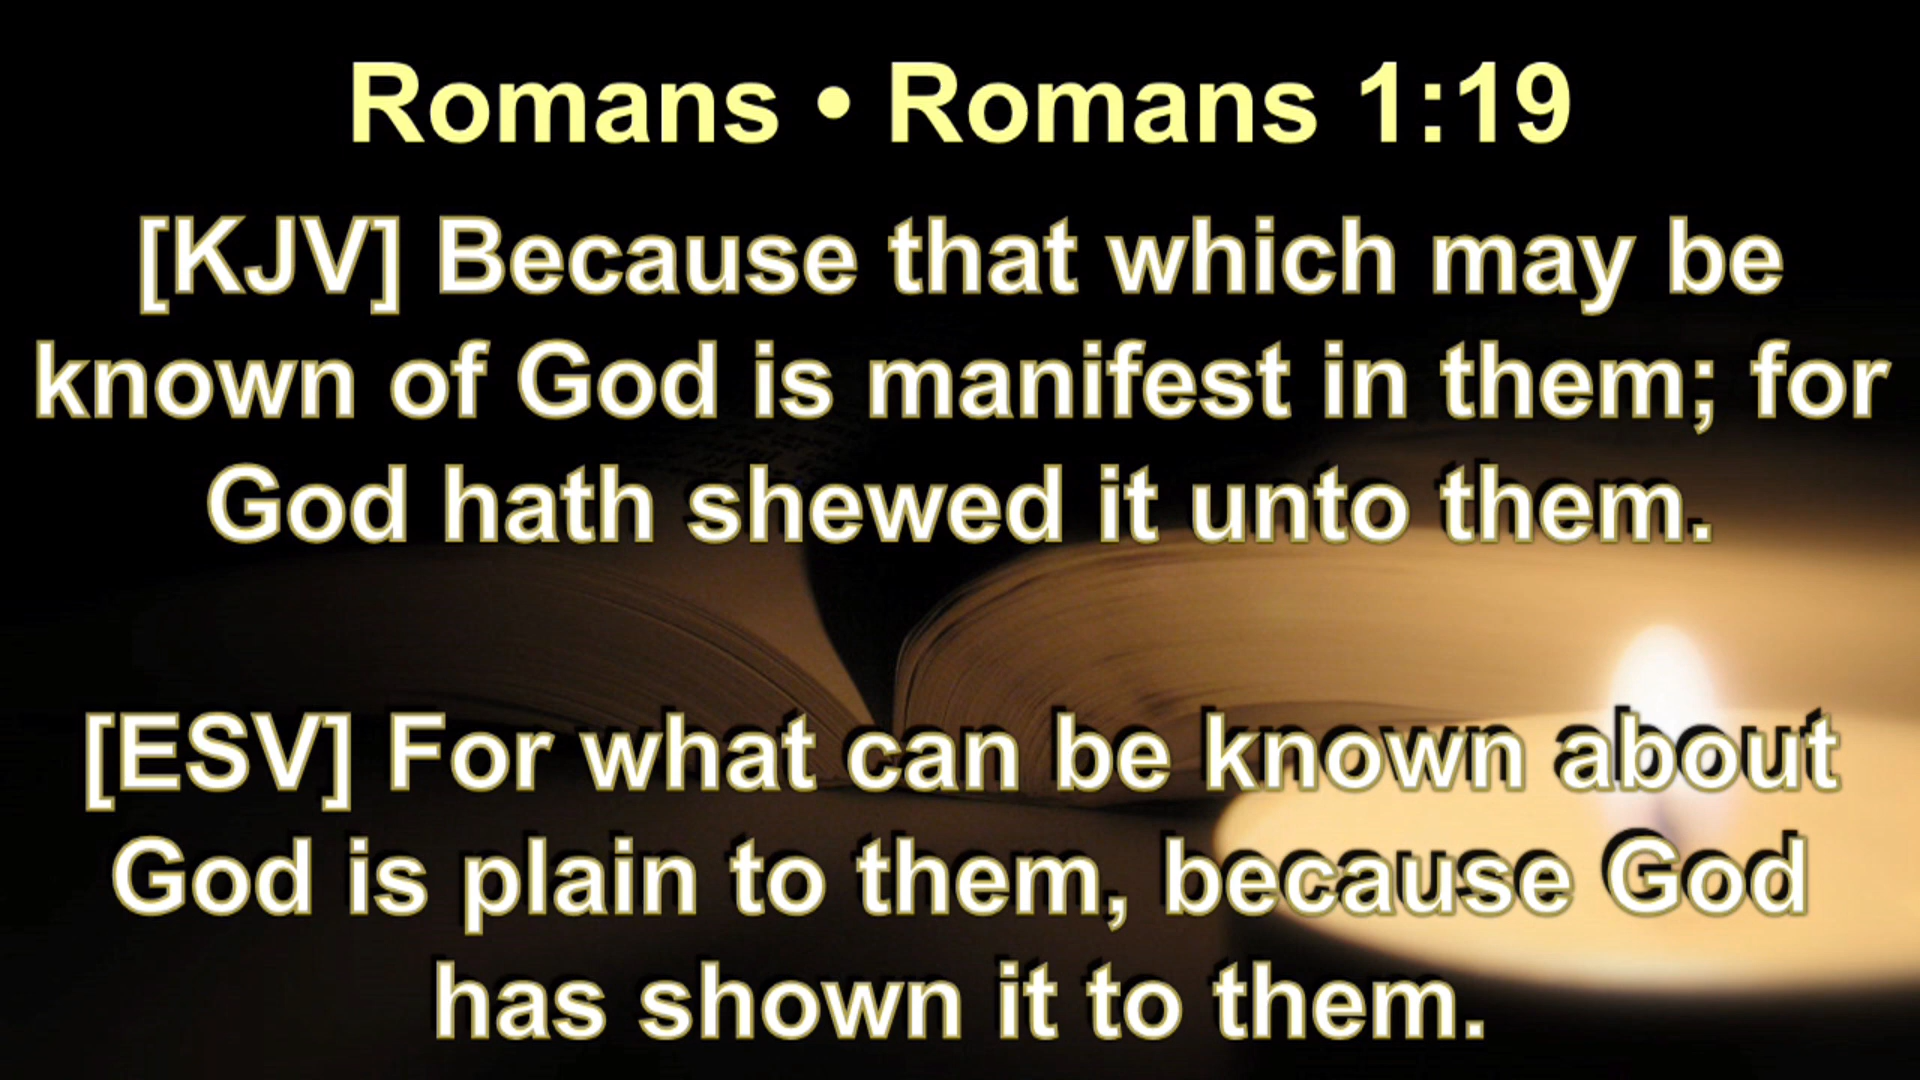 Romans • Romans 1:19
[KJV] Because that which may be
known of God is manifest in them; for
God hath shewed it unto them.
[ESV] For what can be known about
God is plain to them, because God
has shown it to them.